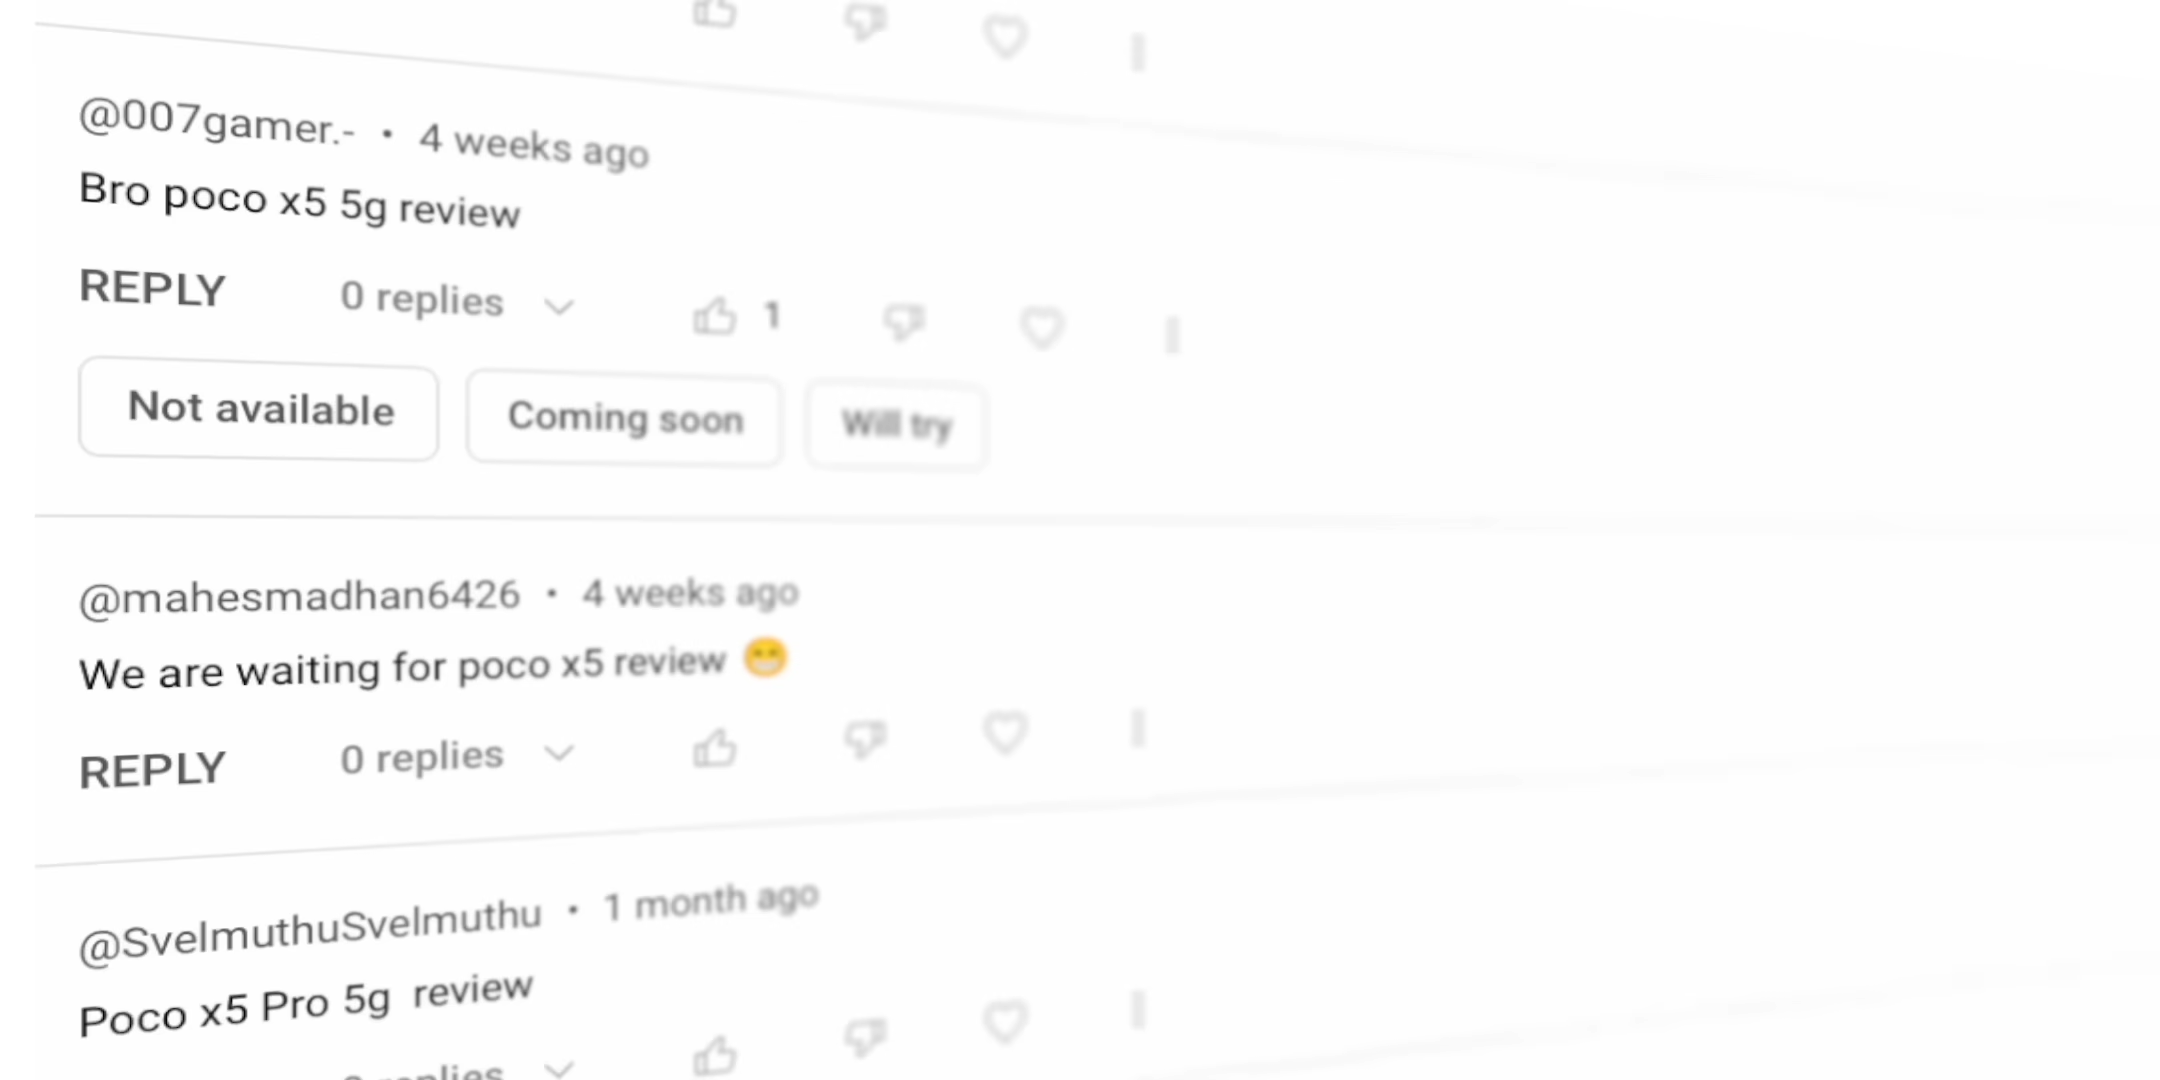 @007gamer.- • 4 weeks ago
Bro poco x5 5g review
REPLY 0 replies 1
Not available Coming soon Will try
@mahesmadhan6426 • 4 weeks ago
We are waiting for poco x5 review 😁
REPLY 0 replies
@SvelmuthuSvelmuthu • 1 month ago
Poco x5 Pro 5g review
replies